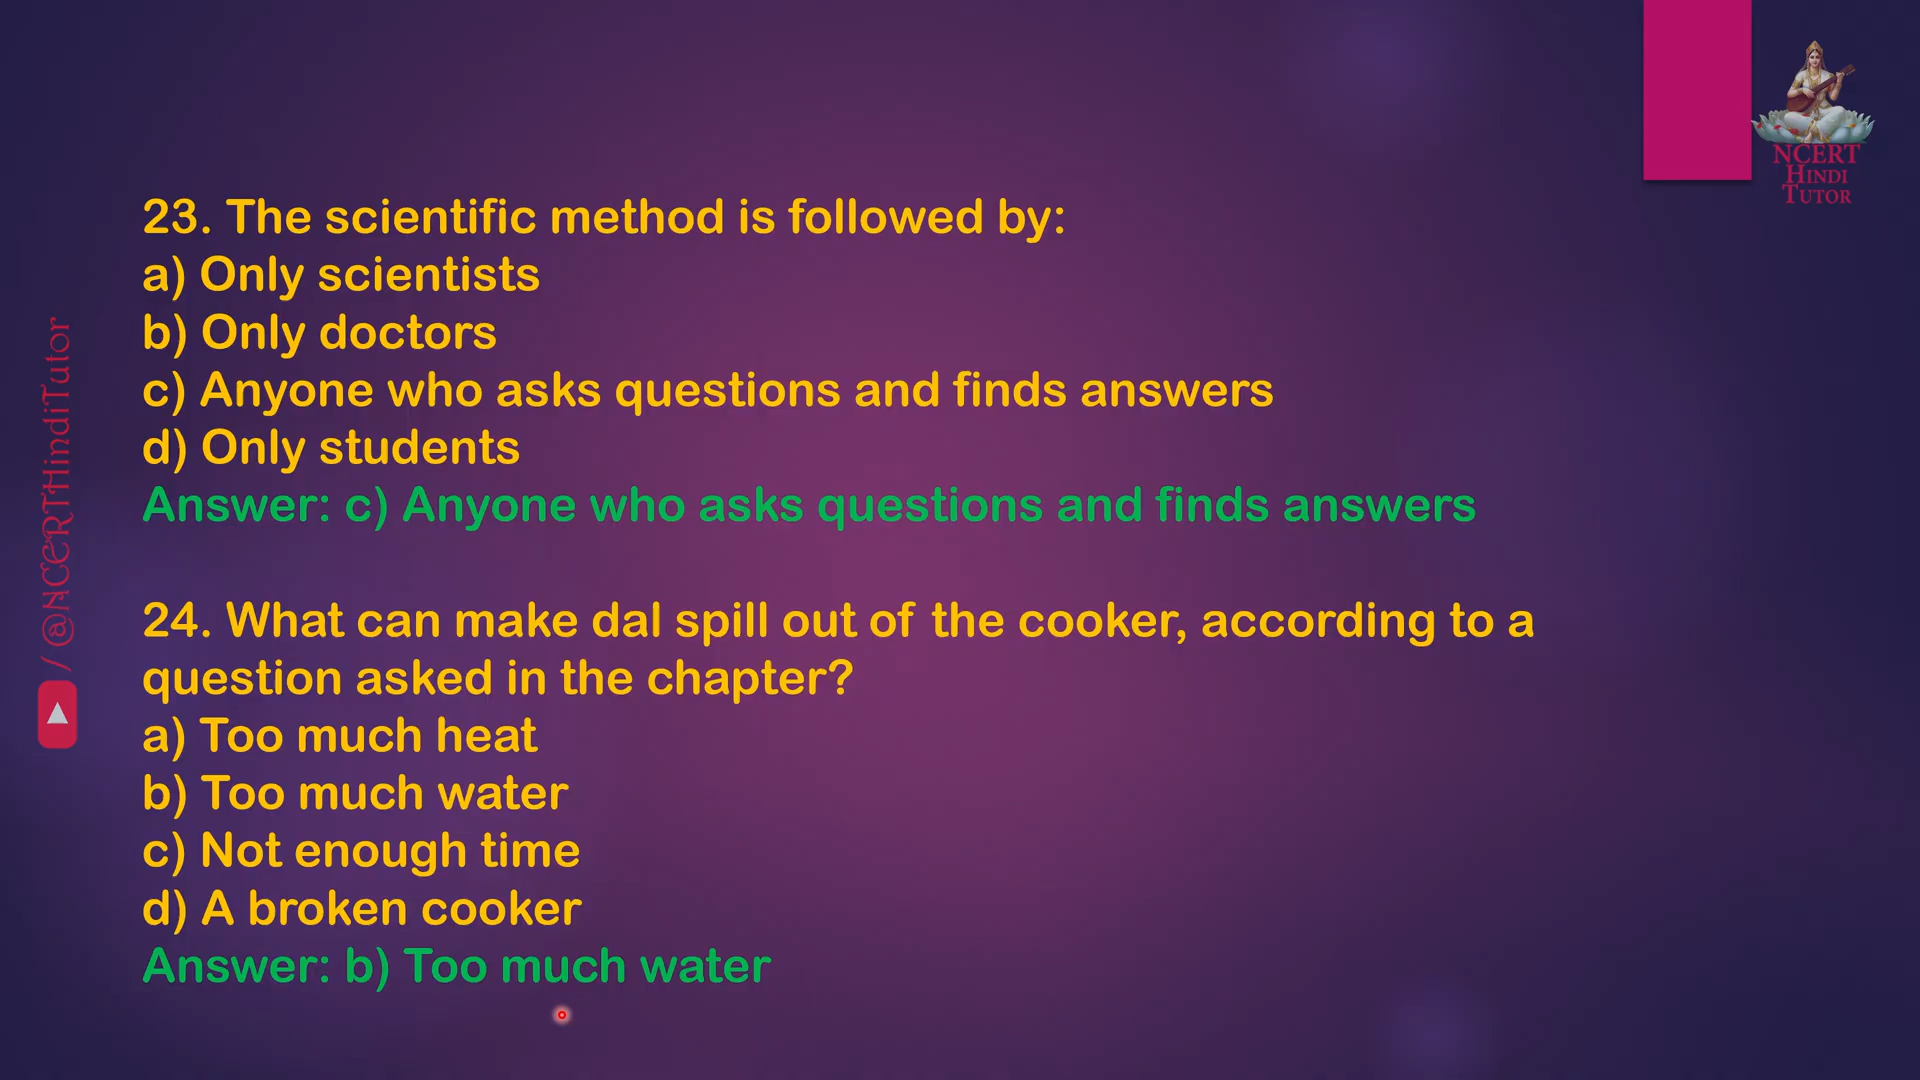 NCERT
HINDI
TUTOR
/@NCERTHindiTutor
23. The scientific method is followed by:
a) Only scientists
b) Only doctors
c) Anyone who asks questions and finds answers
d) Only students
Answer: c) Anyone who asks questions and finds answers
24. What can make dal spill out of the cooker, according to a
question asked in the chapter?
a) Too much heat
b) Too much water
c) Not enough time
d) A broken cooker
Answer: b) Too much water